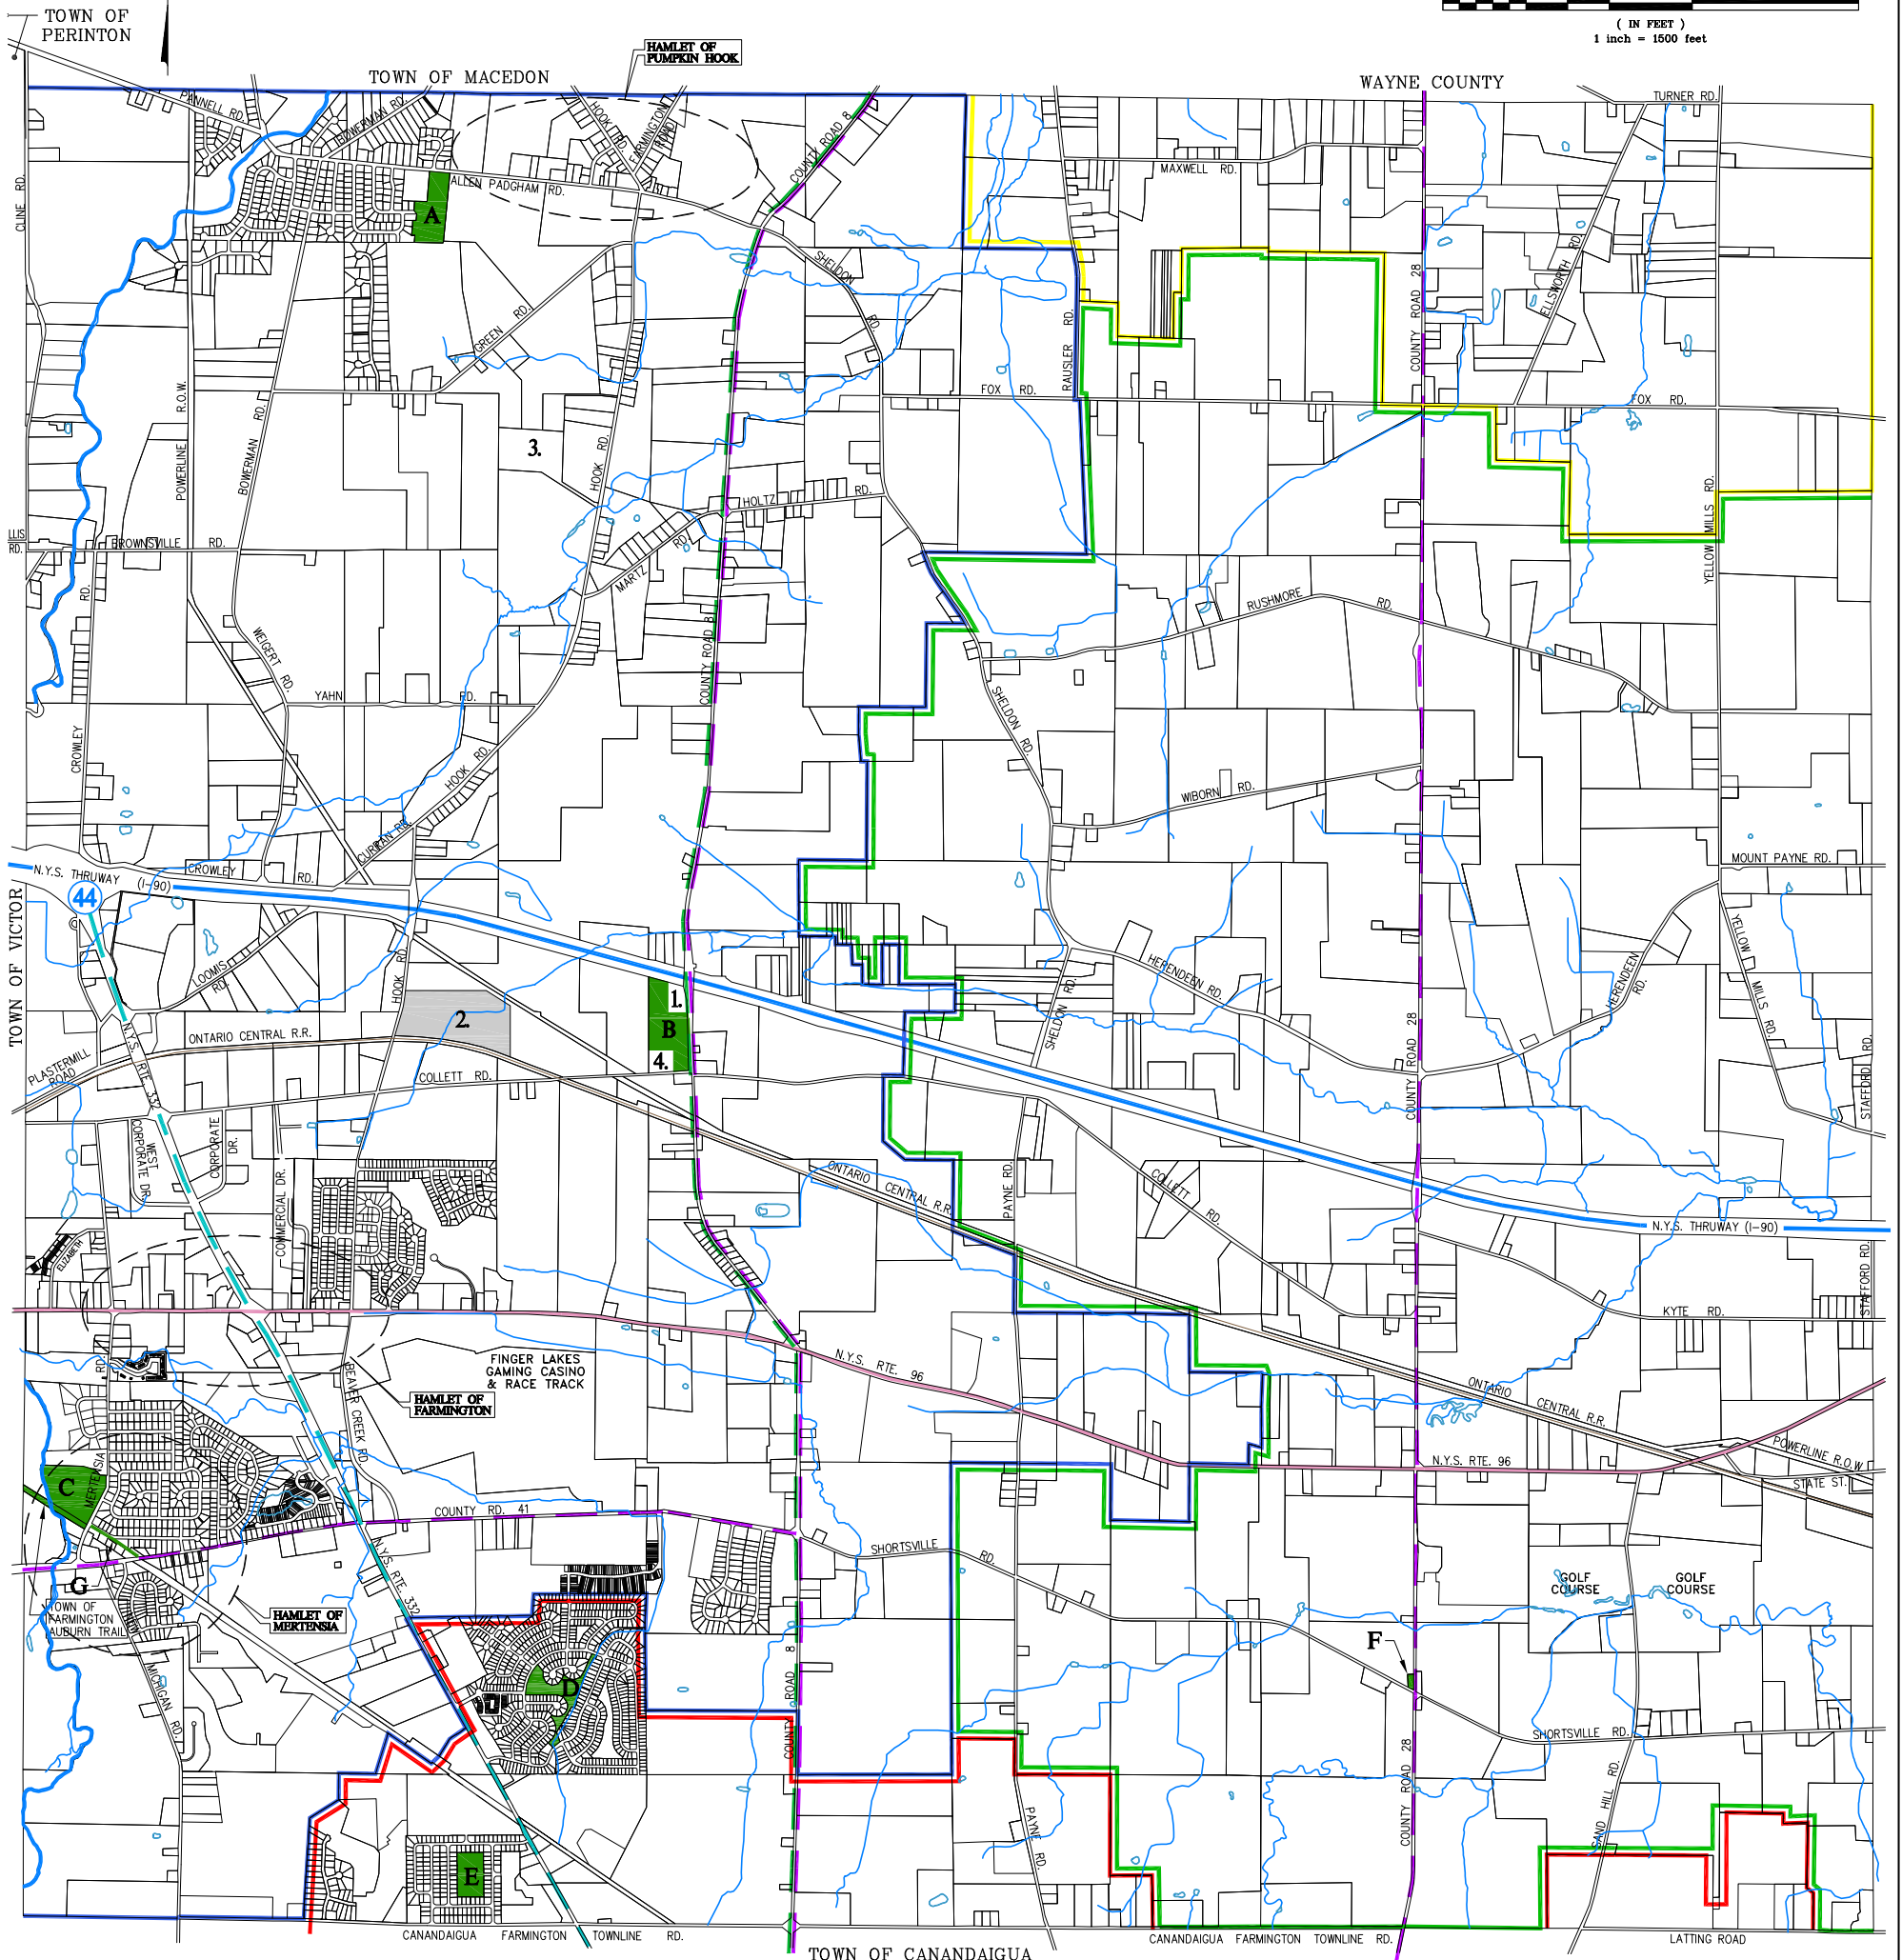 TOWN OF
PERINTON
( IN FEET )
1 inch = 1500 feet
HAMLET OF
PUMPKIN HOOK
TOWN OF MACEDON
WAYNE COUNTY
TURNER RD.
PANNELL RD.
BOWERMAN RD.
HOOK RD.
FARMINGTON
ROAD
COUNTY ROAD 8
MAXWELL RD.
CLINE RD.
ALLEN PADGHAM RD.
A
SHELDON
RD.
ELLSWORTH RD.
COUNTY ROAD 28
GREEN RD.
RAUSLER RD.
FOX RD.
FOX RD.
POWERLINE R.O.W.
BOWERMAN RD.
3.
HOOK RD.
HOLTZ RD.
YELLOW MILLS RD.
LLIS
RD.
BROWNSVILLE RD.
MARTZ RD.
RUSHMORE RD.
CROWLEY RD.
WEIGERT RD.
COUNTY ROAD 8
YAHN RD.
SHELDON RD.
HOOK RD.
WIBORN RD.
CURRAN RD.
MOUNT PAYNE RD.
N.Y.S. THRUWAY (I-90)
CROWLEY RD.
44
TOWN OF VICTOR
LOOMIS
RD.
HOOK RD.
HERENDEEN RD.
HERENDEEN
RD.
YELLOW MILLS RD.
SHELDON RD.
1.
2.
B
4.
N.Y.S. RTE. 332
ONTARIO CENTRAL R.R.
COUNTY ROAD 28
STAFFORD RD.
PLASTERMILL
ROAD
COLLETT RD.
WEST
CORPORATE DR.
CORPORATE
DR.
COMMERCIAL DR.
ONTARIO CENTRAL R.R.
PAYNE RD.
COLLETT RD.
N.Y.S. THRUWAY (I-90)
ELIZABETH
STAFFORD RD.
KYTE RD.
RD.
FINGER LAKES
GAMING CASINO
& RACE TRACK
N.Y.S. RTE. 96
BEAVER CREEK RD.
HAMLET OF
FARMINGTON
ONTARIO CENTRAL R.R.
MERTENSIA
C
N.Y.S. RTE. 96
POWERLINE R.O.W.
STATE ST.
COUNTY RD. 41
N.Y.S. RTE. 332
SHORTSVILLE RD.
G
GOLF
COURSE
GOLF
COURSE
TOWN OF
FARMINGTON
AUBURN TRAIL
HAMLET OF
MERTENSIA
F
MICHIGAN RD.
D
COUNTY ROAD 8
SHORTSVILLE RD.
COUNTY ROAD 28
SAND HILL RD.
PAYNE RD.
E
CANANDAIGUA FARMINGTON TOWNLINE RD.
CANANDAIGUA FARMINGTON TOWNLINE RD.
LATTING ROAD
TOWN OF CANANDAIGUA